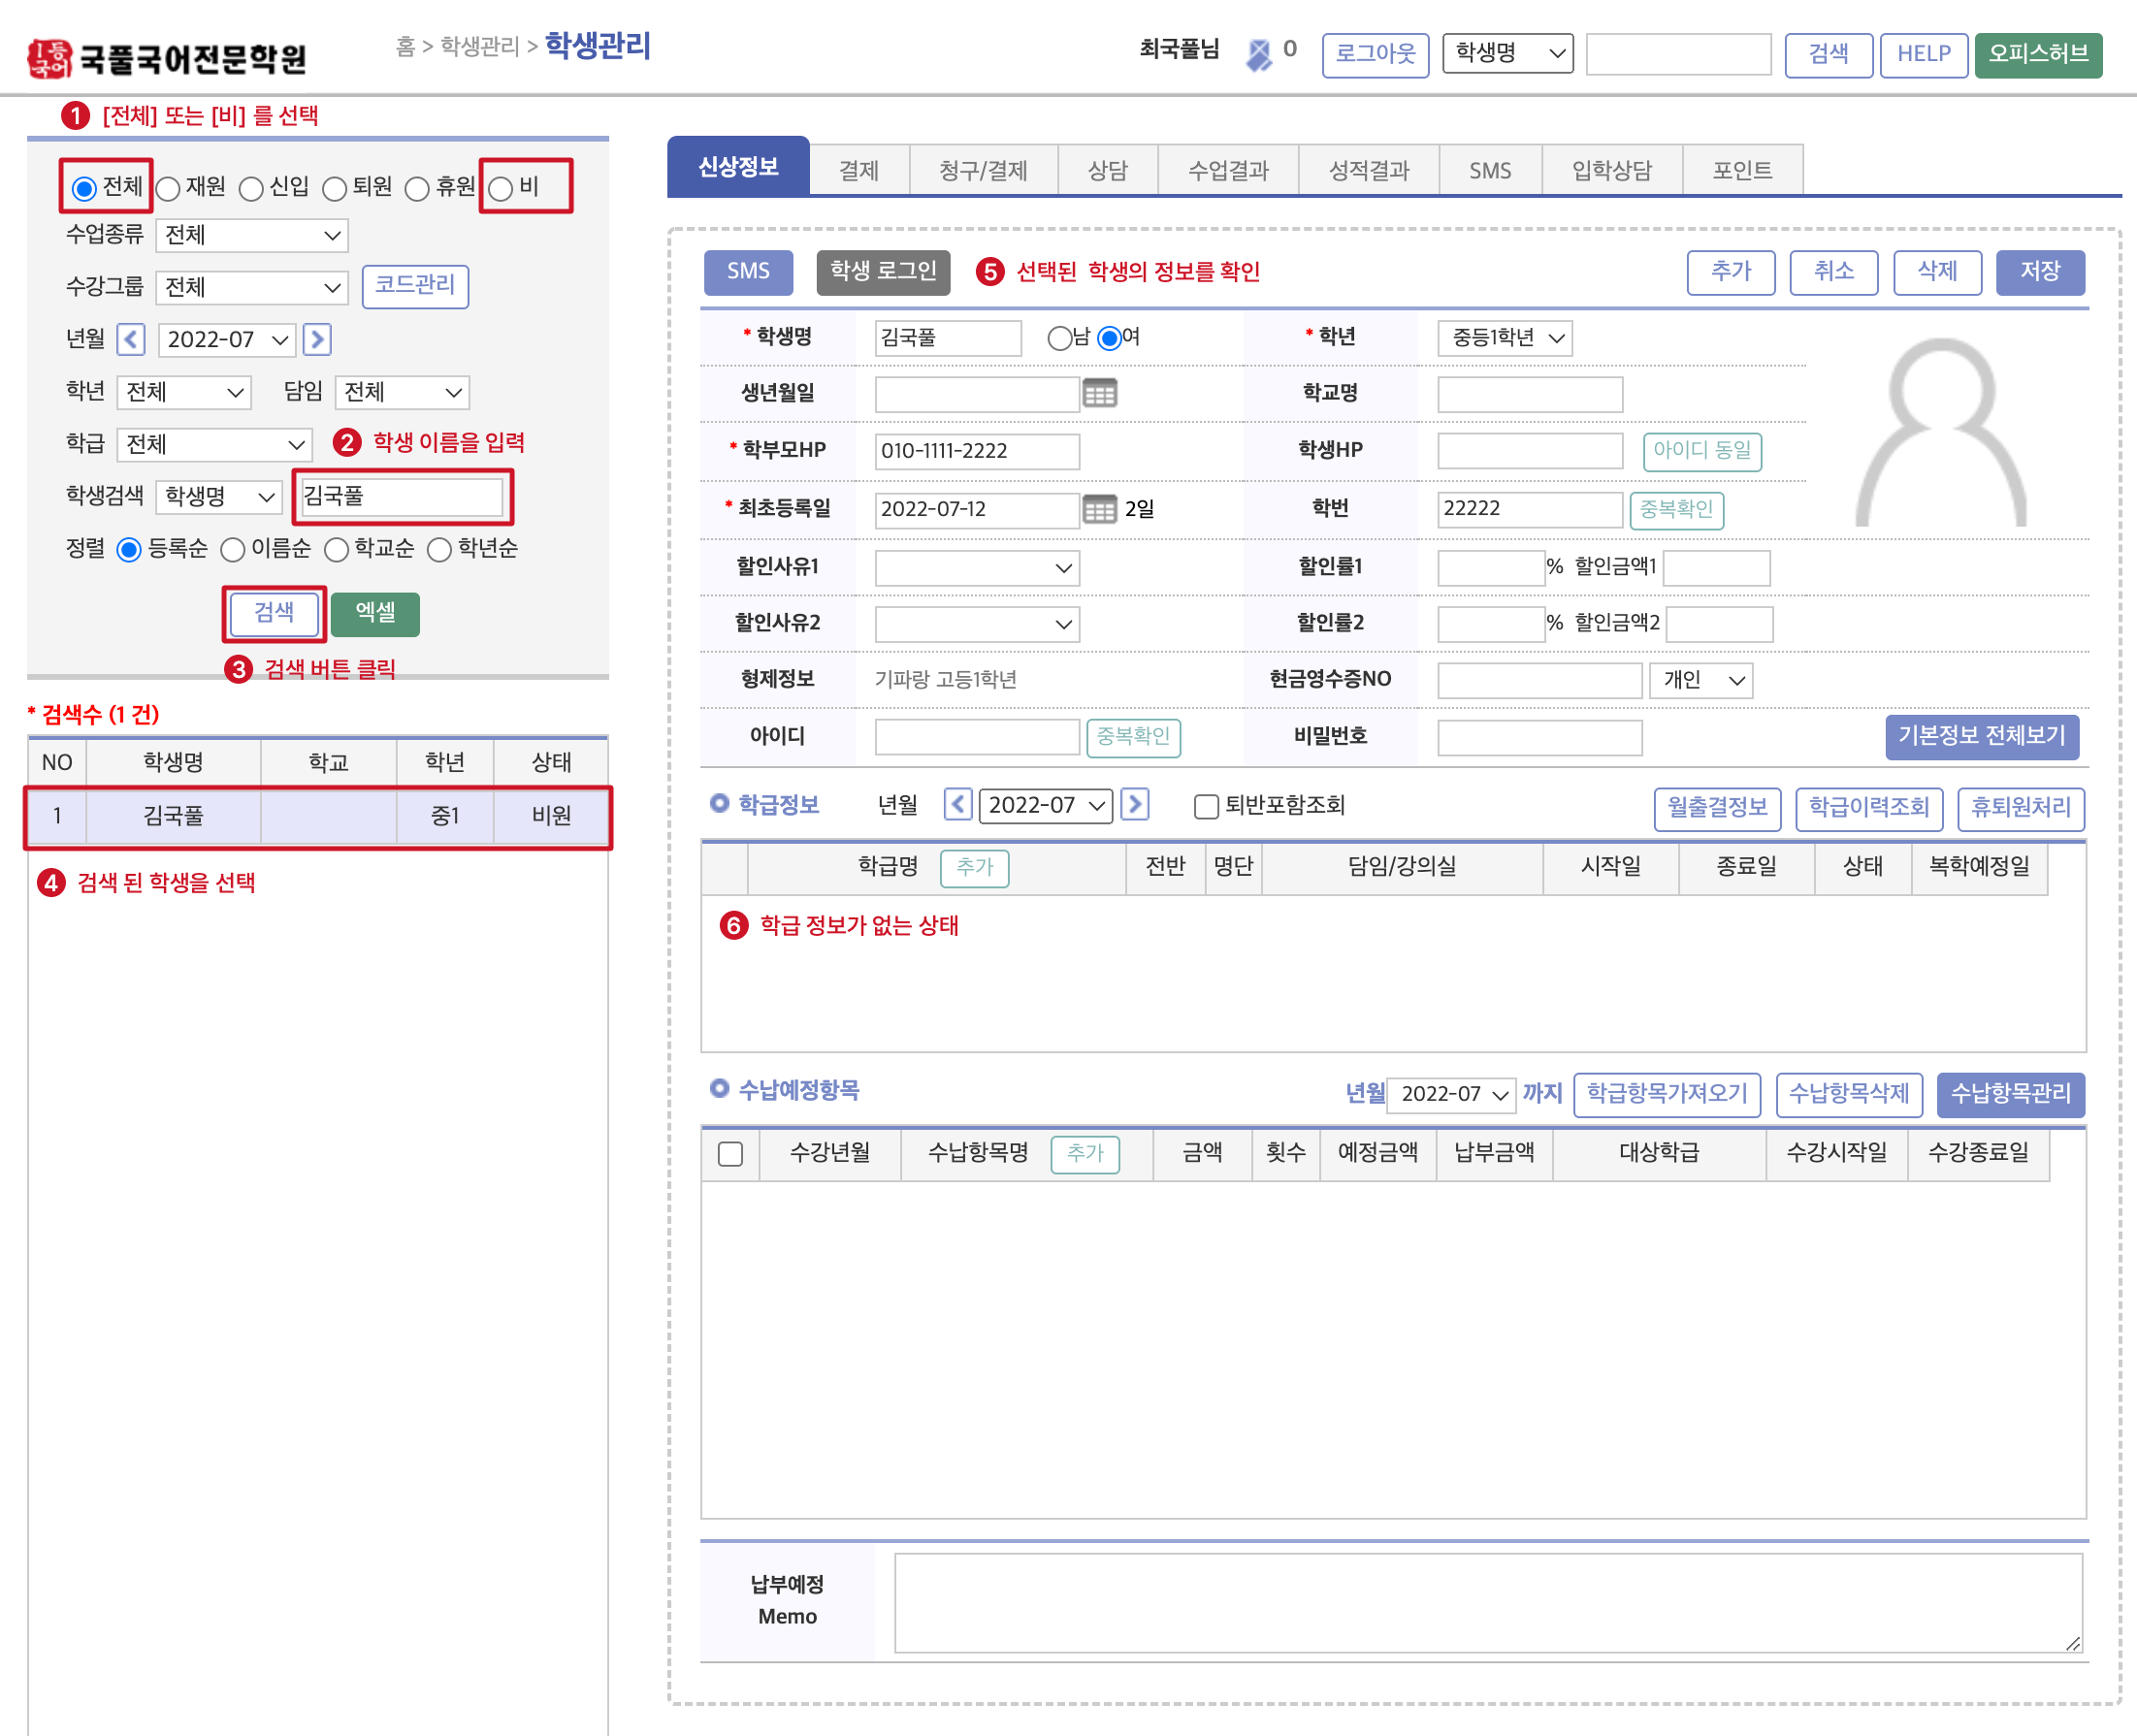 1등국어 국풀국어전문학원
홈 > 학생관리 > 학생관리
최국풀님 0 로그아웃 학생명 검색 HELP 오피스허브
1 [전체] 또는 [비] 를 선택
전체 재원 신입 퇴원 휴원 비
수업종류 전체
수강그룹 전체 코드관리
년월 2022-07
학년 전체 담임 전체
학급 전체 2 학생 이름을 입력
학생검색 학생명 김국풀
정렬 등록순 이름순 학교순 학년순
검색 엑셀
3 검색 버튼 클릭
* 검색수 (1 건)
NO 학생명 학교 학년 상태
1 김국풀 중1 비원
4 검색 된 학생을 선택
신상정보 결제 청구/결제 상담 수업결과 성적결과 SMS 입학상담 포인트
SMS 학생 로그인 5 선택된 학생의 정보를 확인 추가 취소 삭제 저장
* 학생명 김국풀 남 여 * 학년 중등1학년
생년월일 학교명
* 학부모HP 010-1111-2222 학생HP 아이디 동일
* 최초등록일 2022-07-12 2일 학번 22222 중복확인
할인사유1 할인률1 % 할인금액1
할인사유2 할인률2 % 할인금액2
형제정보 기파랑 고등1학년 현금영수증NO 개인
아이디 중복확인 비밀번호 기본정보 전체보기
학급정보 년월 2022-07 퇴반포함조회 월출결정보 학급이력조회 휴퇴원처리
학급명 추가 전반 명단 담임/강의실 시작일 종료일 상태 복학예정일
6 학급 정보가 없는 상태
수납예정항목 년월 2022-07 까지 학급항목가져오기 수납항목삭제 수납항목관리
수강년월 수납항목명 추가 금액 횟수 예정금액 납부금액 대상학급 수강시작일 수강종료일
납부예정
Memo